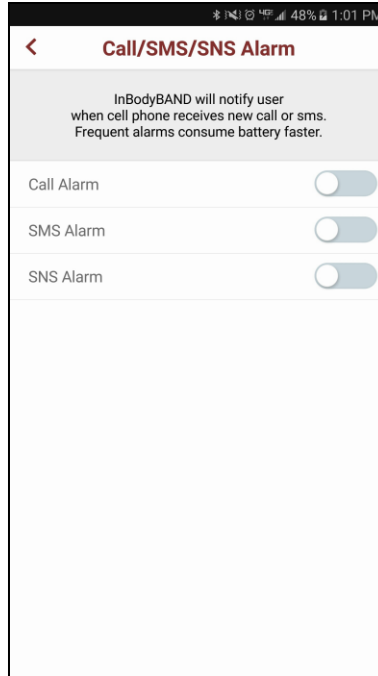 48% 1:01 PM
Call/SMS/SNS Alarm
InBodyBAND will notify user
when cell phone receives new call or sms.
Frequent alarms consume battery faster.
Call Alarm
SMS Alarm
SNS Alarm